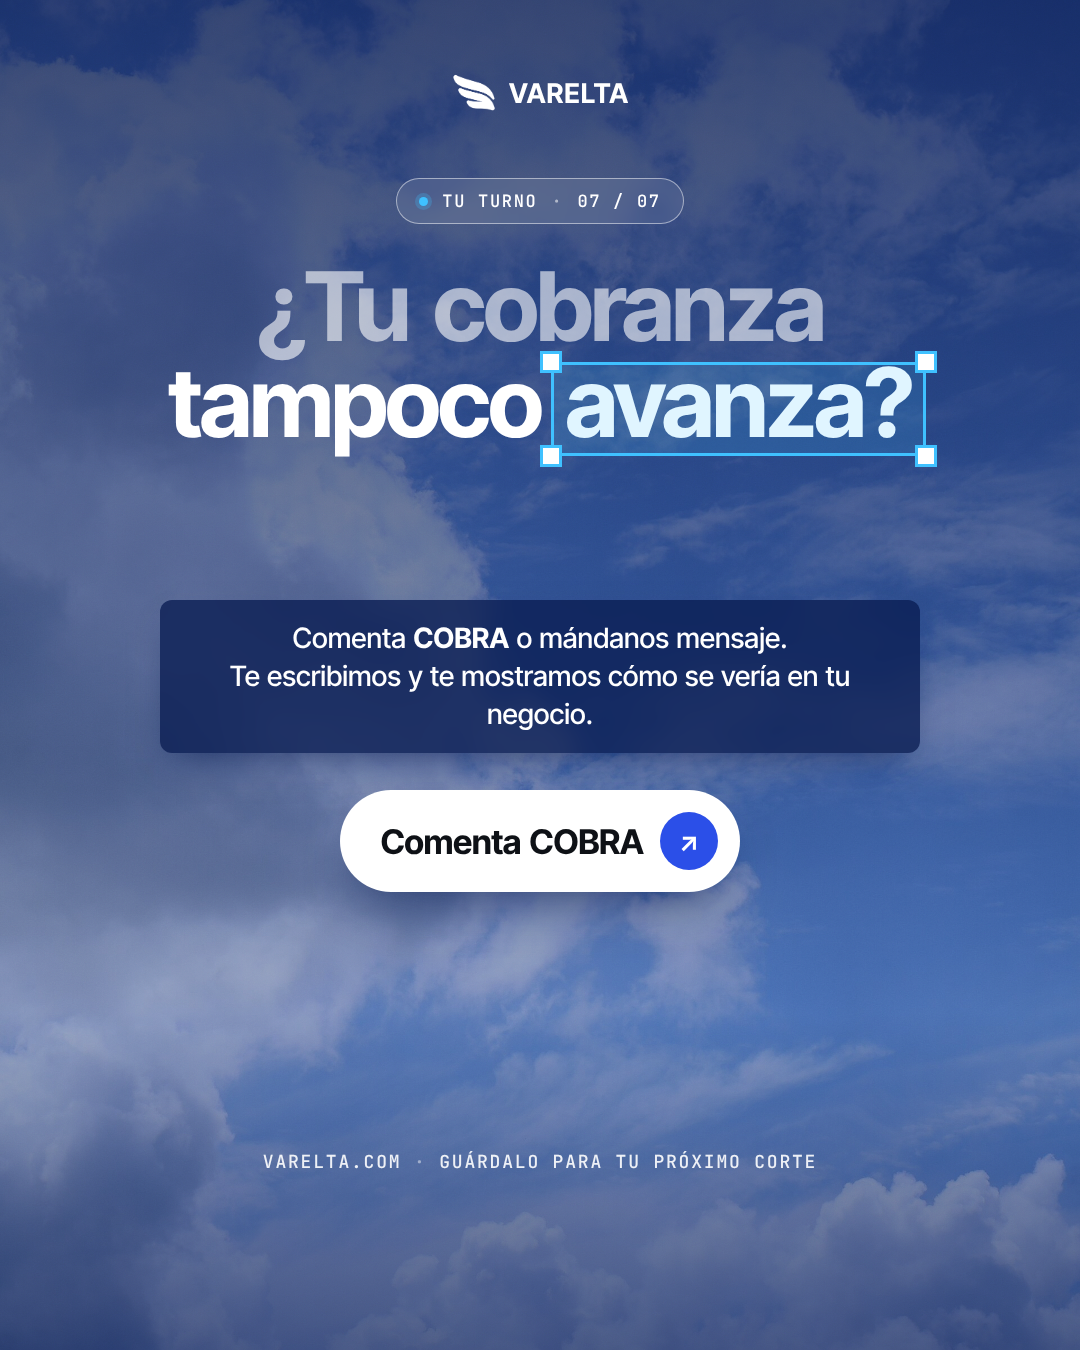 VARELTA
TU TURNO · 07 / 07
¿Tu cobranza
tampoco avanza?
Comenta COBRA o mándanos mensaje.
Te escribimos y te mostramos cómo se vería en tu
negocio.
Comenta COBRA
VARELTA.COM · GUÁRDALO PARA TU PRÓXIMO CORTE